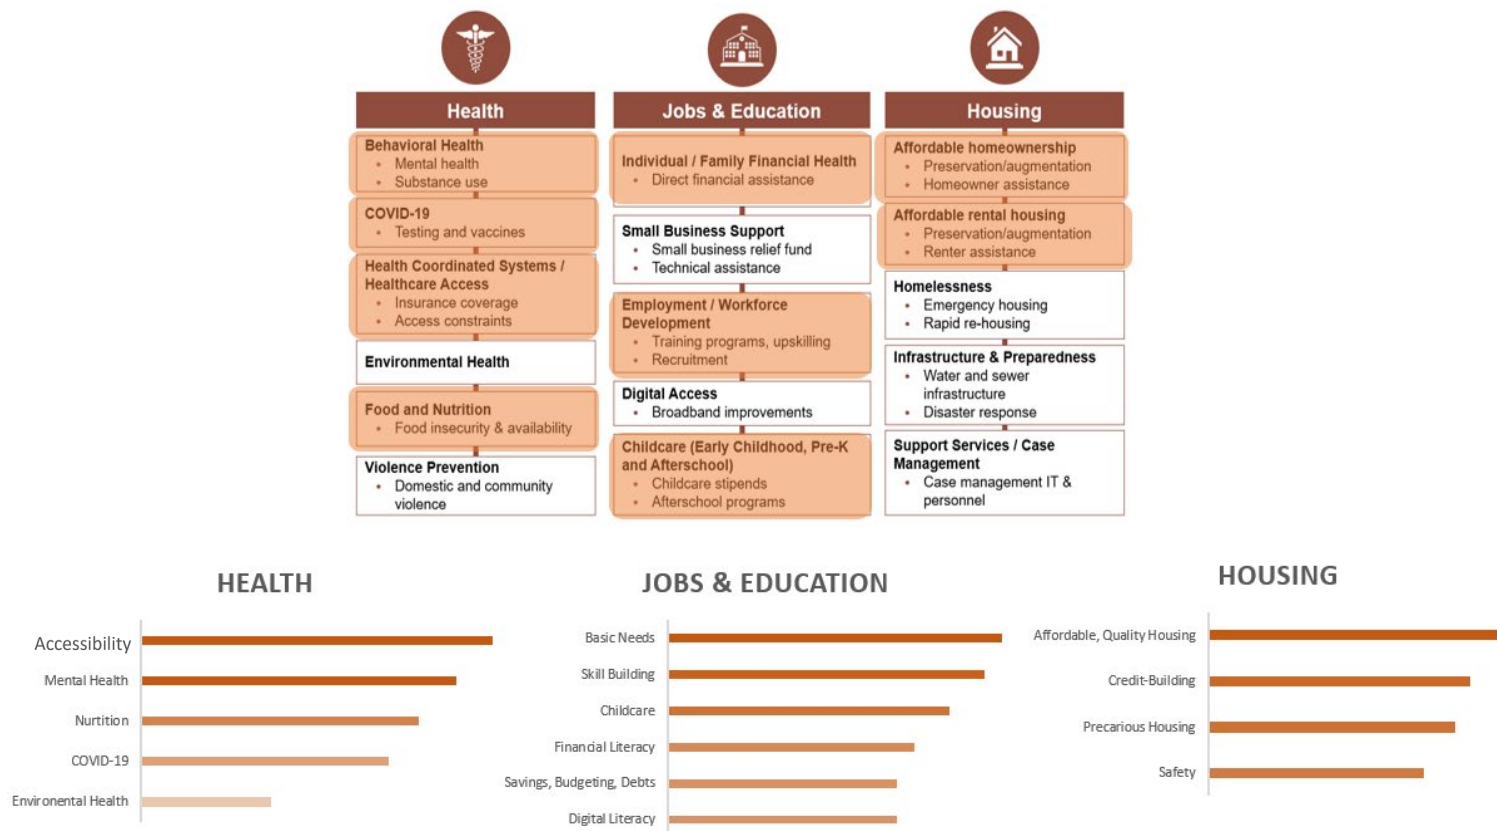 Health
Behavioral Health
• Mental health
• Substance use
COVID-19
• Testing and vaccines
Health Coordinated Systems /
Healthcare Access
• Insurance coverage
• Access constraints
Environmental Health
Food and Nutrition
• Food insecurity & availability
Violence Prevention
• Domestic and community
violence
Jobs & Education
Individual / Family Financial Health
• Direct financial assistance
Small Business Support
• Small business relief fund
• Technical assistance
Employment / Workforce
Development
• Training programs, upskilling
• Recruitment
Digital Access
• Broadband improvements
Childcare (Early Childhood, Pre-K
and Afterschool)
• Childcare stipends
• Afterschool programs
Housing
Affordable homeownership
• Preservation/augmentation
• Homeowner assistance
Affordable rental housing
• Preservation/augmentation
• Renter assistance
Homelessness
• Emergency housing
• Rapid re-housing
Infrastructure & Preparedness
• Water and sewer
infrastructure
• Disaster response
Support Services / Case
Management
• Case management IT &
personnel
HEALTH
Accessibility
Mental Health
Nurtition
COVID-19
Environental Health
JOBS & EDUCATION
Basic Needs
Skill Building
Childcare
Financial Literacy
Savings, Budgeting, Debts
Digital Literacy
HOUSING
Affordable, Quality Housing
Credit-Building
Precarious Housing
Safety